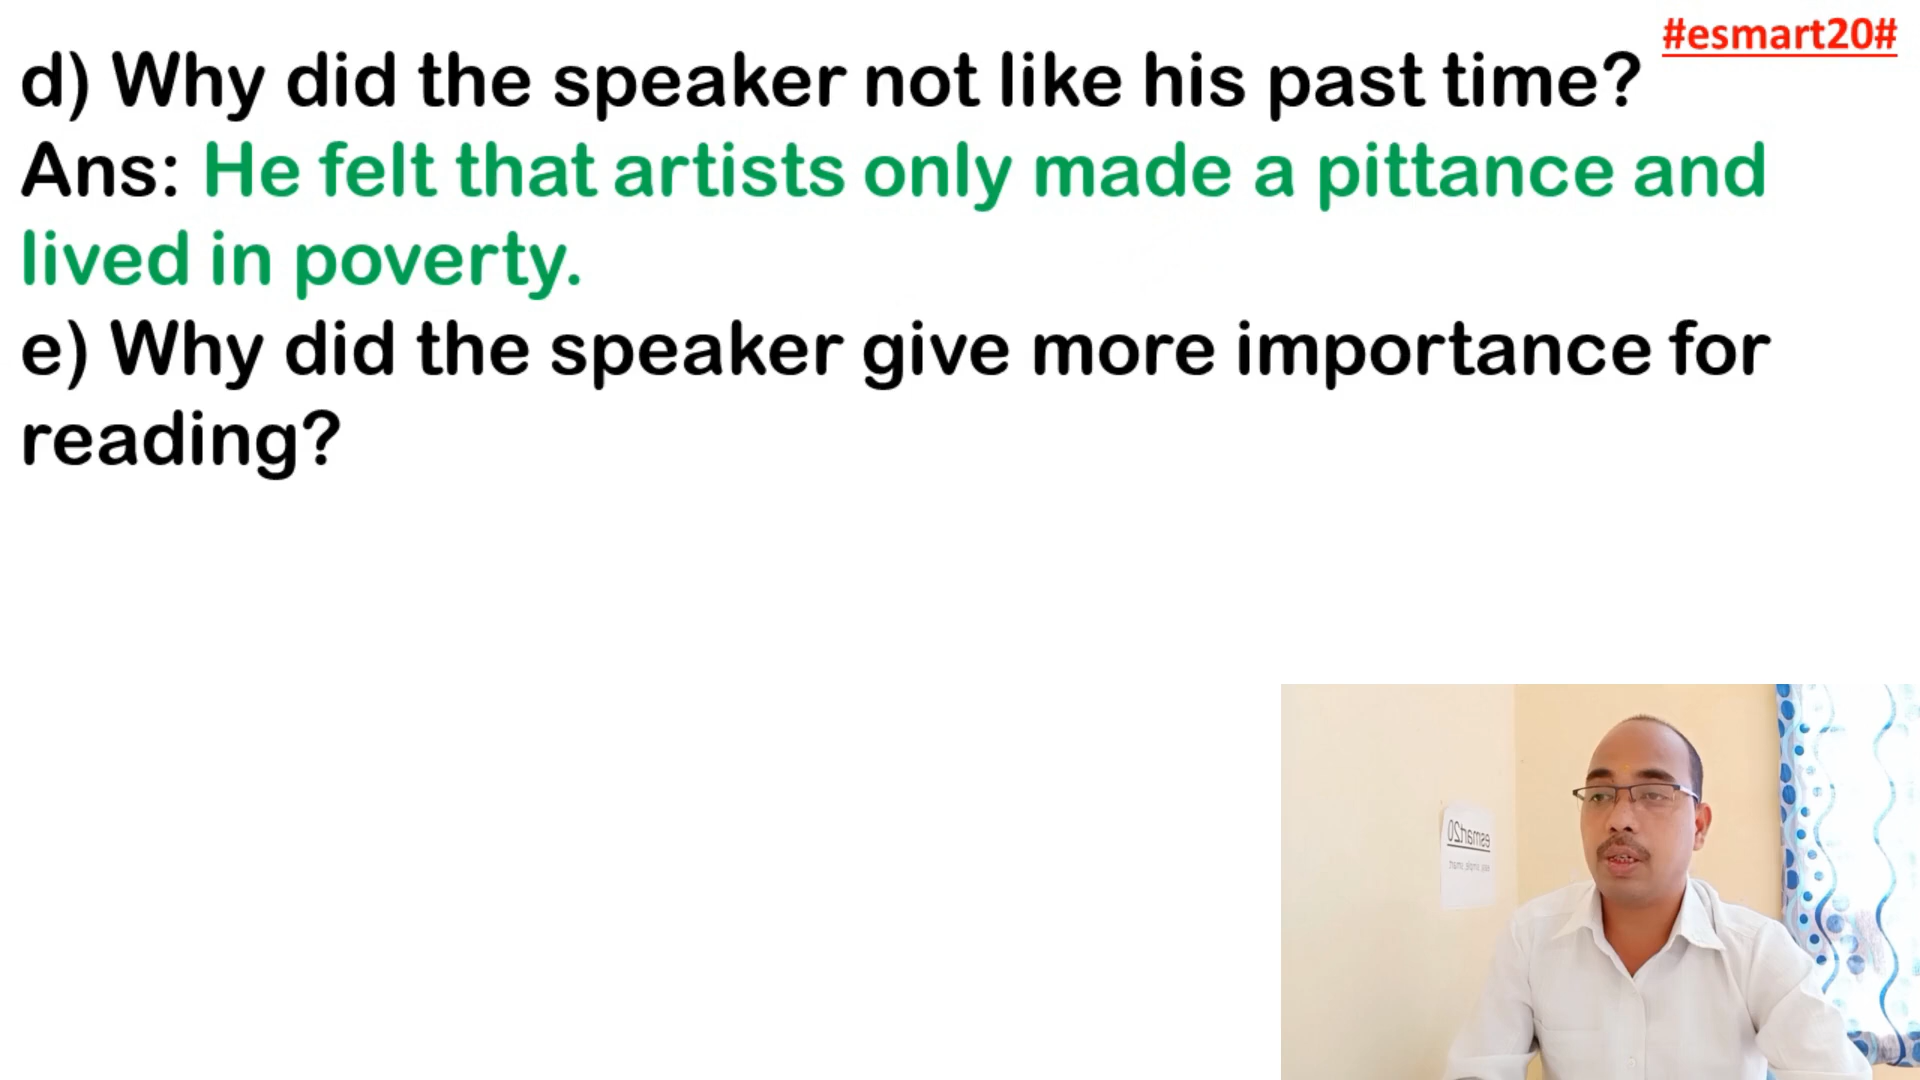 #esmart20#
d) Why did the speaker not like his past time?
Ans: He felt that artists only made a pittance and
lived in poverty.
e) Why did the speaker give more importance for
reading?
esmart20